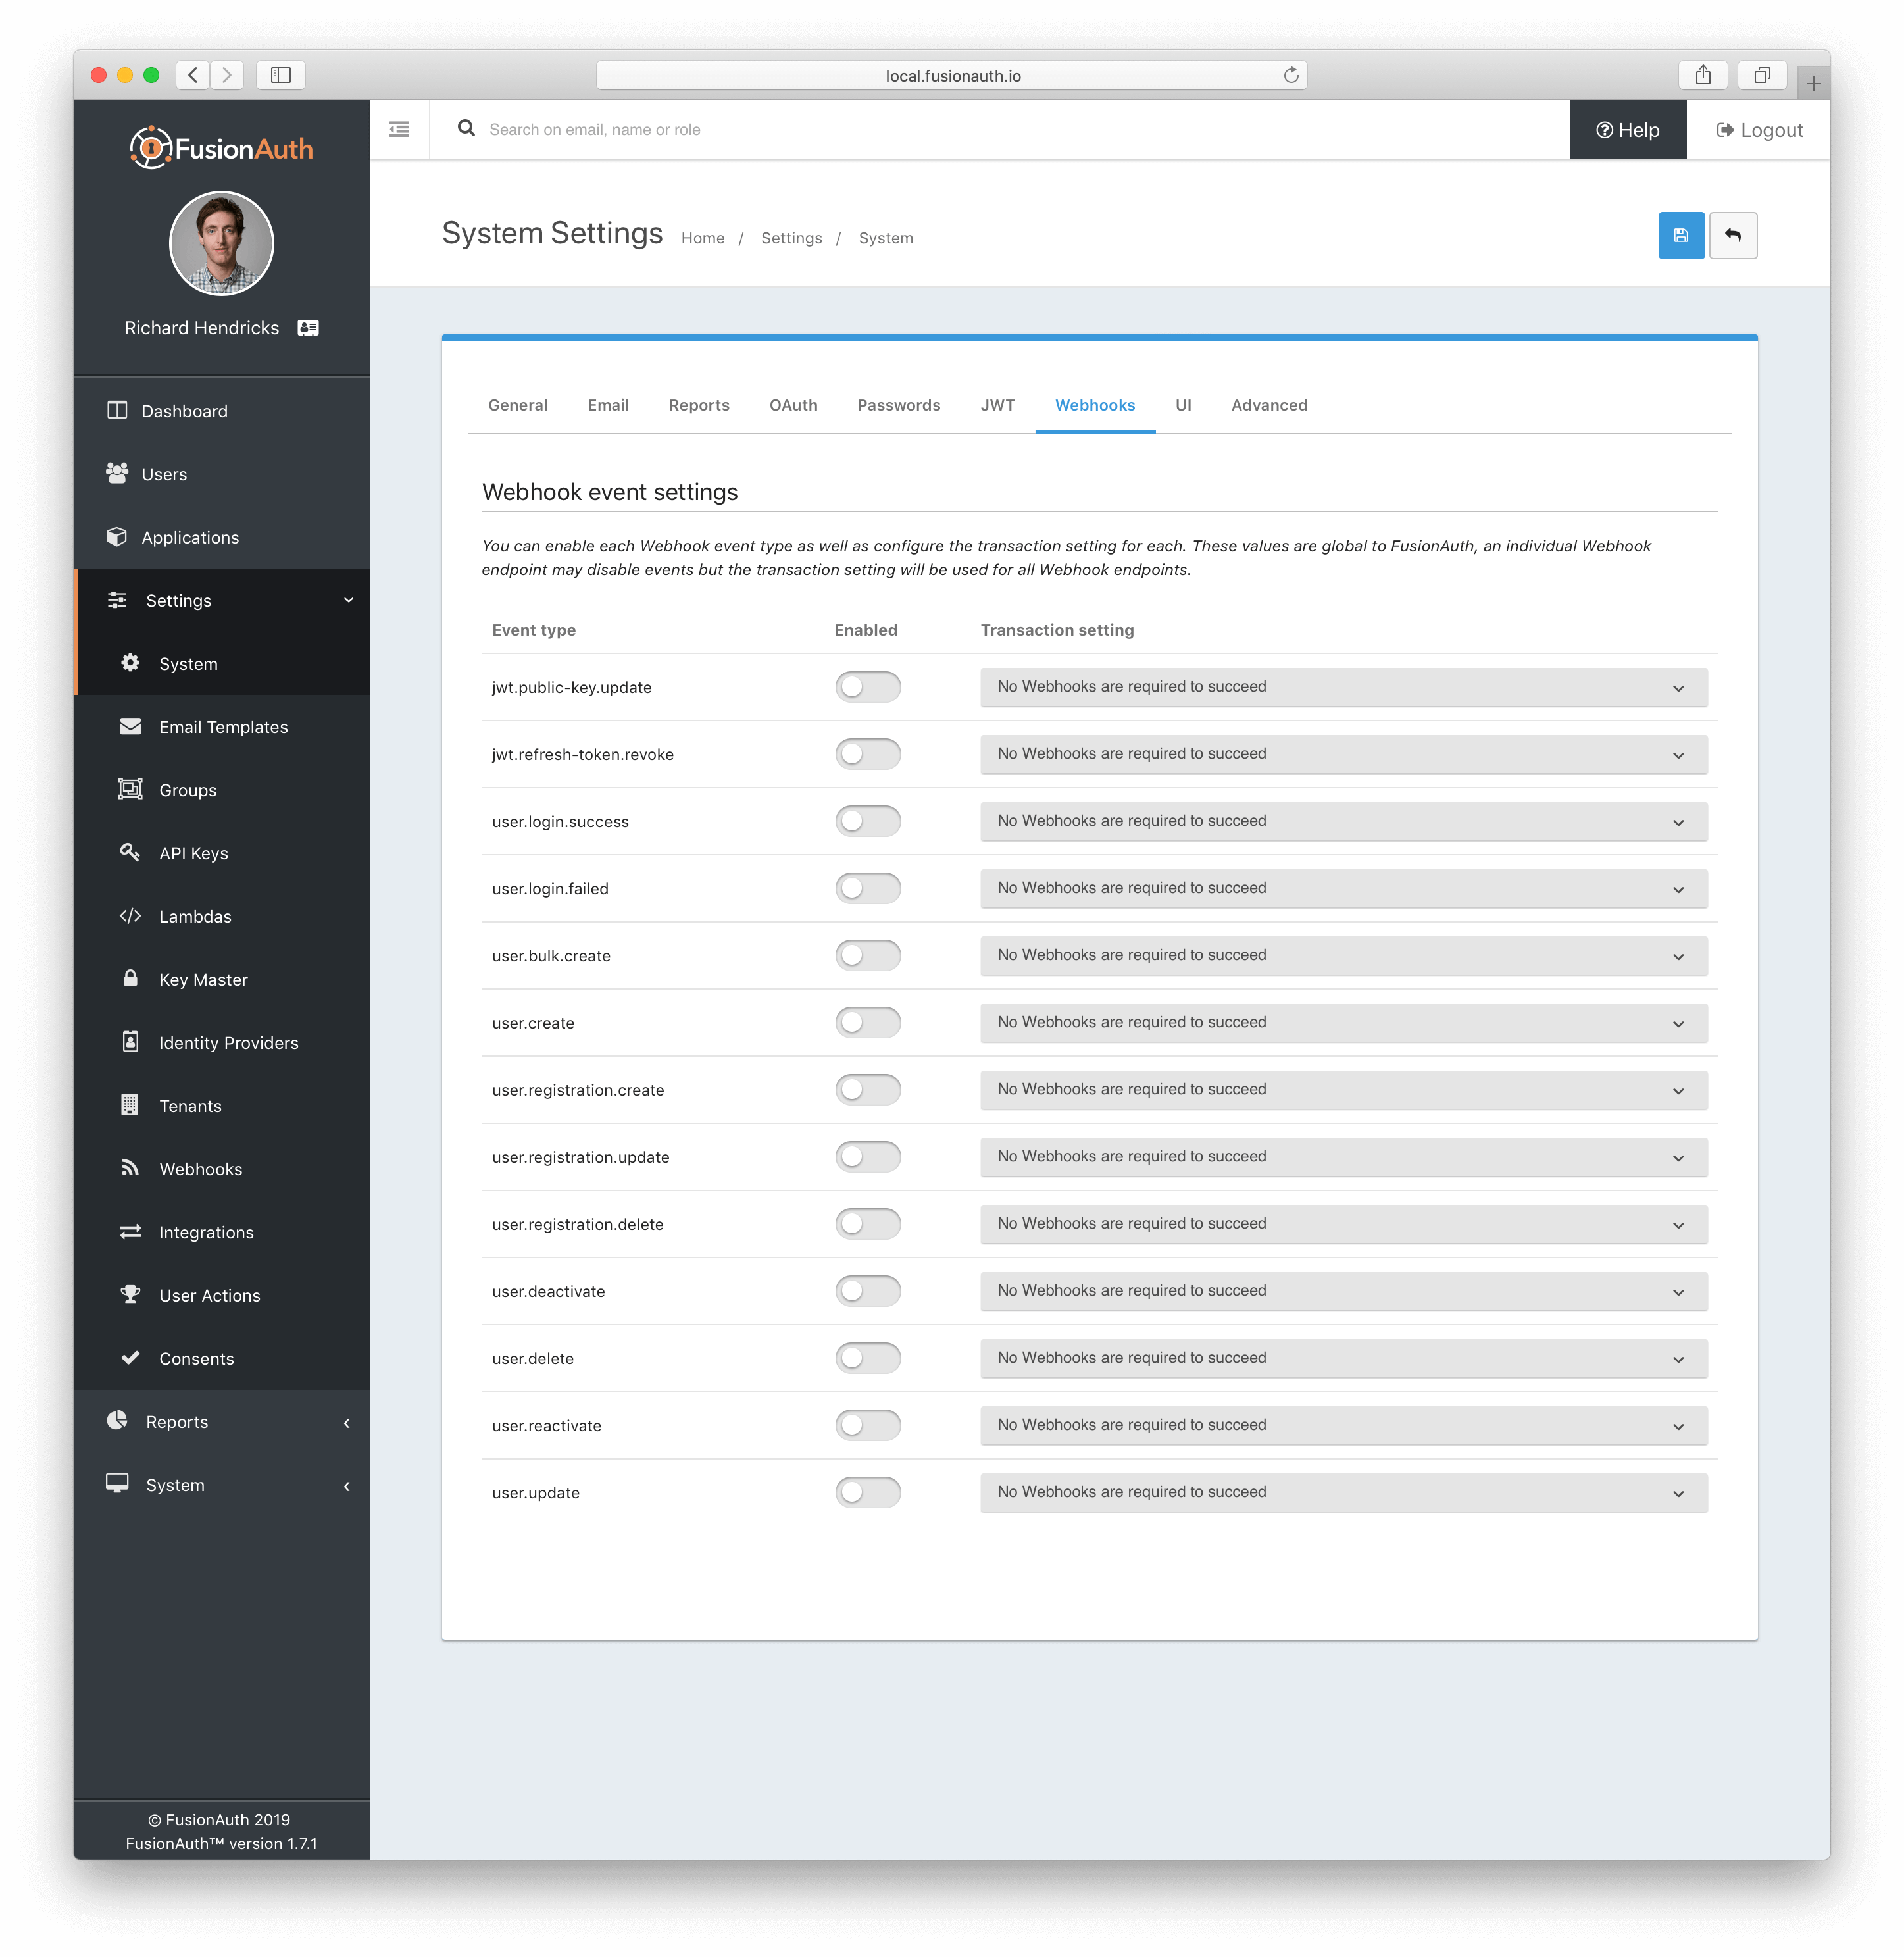 local.fusionauth.io
FusionAuth
Search on email, name or role
Help
Logout
Richard Hendricks
System Settings
Home / Settings / System
Dashboard
Users
Applications
Settings
System
Email Templates
Groups
API Keys
Lambdas
Key Master
Identity Providers
Tenants
Webhooks
Integrations
User Actions
Consents
Reports
System
© FusionAuth 2019
FusionAuth™ version 1.7.1
General Email Reports OAuth Passwords JWT Webhooks UI Advanced
Webhook event settings
You can enable each Webhook event type as well as configure the transaction setting for each. These values are global to FusionAuth, an individual Webhook
endpoint may disable events but the transaction setting will be used for all Webhook endpoints.
Event type Enabled Transaction setting
jwt.public-key.update No Webhooks are required to succeed
jwt.refresh-token.revoke No Webhooks are required to succeed
user.login.success No Webhooks are required to succeed
user.login.failed No Webhooks are required to succeed
user.bulk.create No Webhooks are required to succeed
user.create No Webhooks are required to succeed
user.registration.create No Webhooks are required to succeed
user.registration.update No Webhooks are required to succeed
user.registration.delete No Webhooks are required to succeed
user.deactivate No Webhooks are required to succeed
user.delete No Webhooks are required to succeed
user.reactivate No Webhooks are required to succeed
user.update No Webhooks are required to succeed